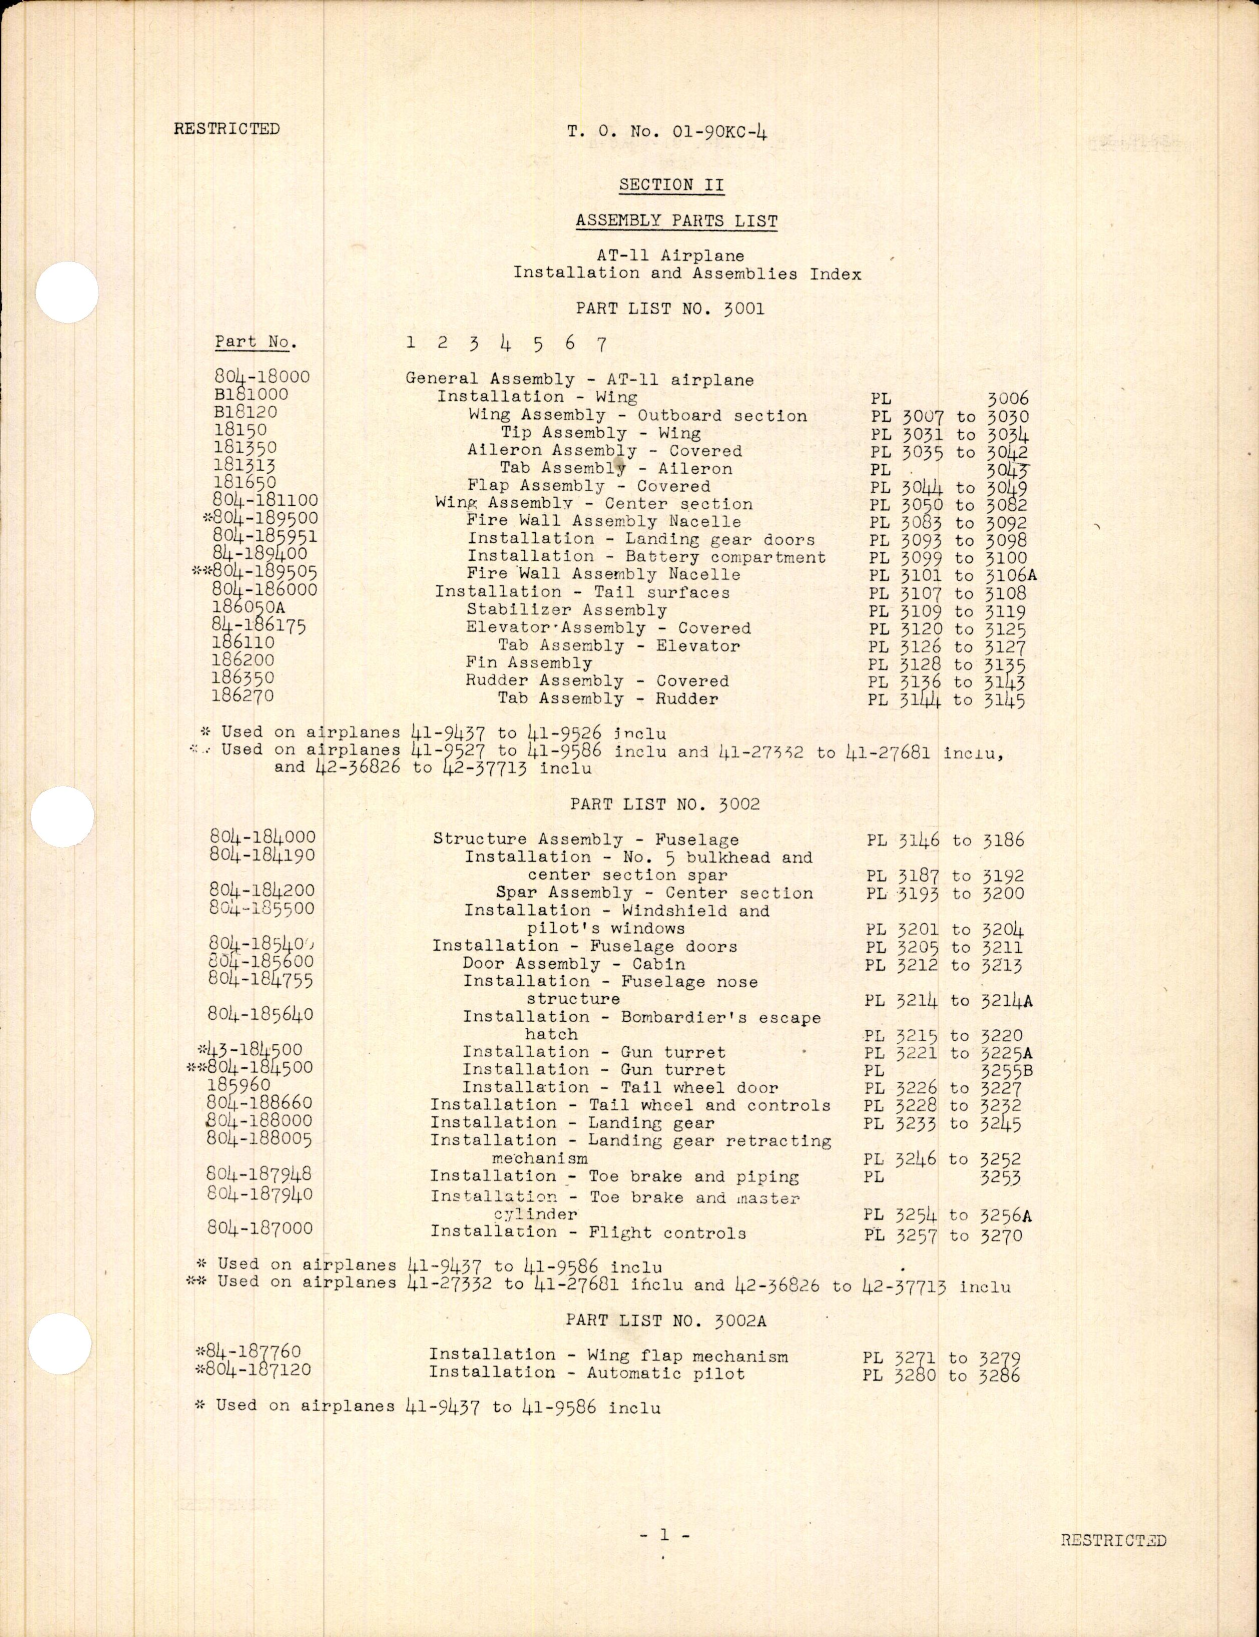 RESTRICTED T. O. No. 01-90KC-4
SECTION II
ASSEMBLY PARTS LIST
AT-11 Airplane
Installation and Assemblies Index
PART LIST NO. 3001
Part No. 1 2 3 4 5 6 7
804-18000 General Assembly - AT-11 airplane
B181000 Installation - Wing PL 3006
B18120 Wing Assembly - Outboard section PL 3007 to 3030
18150 Tip Assembly - Wing PL 3031 to 3034
181350 Aileron Assembly - Covered PL 3035 to 3042
181313 Tab Assembly - Aileron PL 3043
181650 Flap Assembly - Covered PL 3044 to 3049
804-181100 Wing Assembly - Center section PL 3050 to 3082
*804-189500 Fire Wall Assembly Nacelle PL 3083 to 3092
804-185951 Installation - Landing gear doors PL 3093 to 3098
84-189400 Installation - Battery compartment PL 3099 to 3100
**804-189505 Fire Wall Assembly Nacelle PL 3101 to 3106A
804-186000 Installation - Tail surfaces PL 3107 to 3108
186050A Stabilizer Assembly PL 3109 to 3119
84-186175 Elevator Assembly - Covered PL 3120 to 3125
186110 Tab Assembly - Elevator PL 3126 to 3127
186200 Fin Assembly PL 3128 to 3135
186350 Rudder Assembly - Covered PL 3136 to 3143
186270 Tab Assembly - Rudder PL 3144 to 3145
* Used on airplanes 41-9437 to 41-9526 inclu
** Used on airplanes 41-9527 to 41-9586 inclu and 41-27332 to 41-27681 inclu,
and 42-36826 to 42-37713 inclu
PART LIST NO. 3002
804-184000 Structure Assembly - Fuselage PL 3146 to 3186
804-184190 Installation - No. 5 bulkhead and
center section spar PL 3187 to 3192
804-184200 Spar Assembly - Center section PL 3193 to 3200
804-185500 Installation - Windshield and
pilot's windows PL 3201 to 3204
804-185400 Installation - Fuselage doors PL 3205 to 3211
804-185600 Door Assembly - Cabin PL 3212 to 3213
804-184755 Installation - Fuselage nose
structure PL 3214 to 3214A
804-185640 Installation - Bombardier's escape
hatch PL 3215 to 3220
*43-184500 Installation - Gun turret PL 3221 to 3225A
**804-184500 Installation - Gun turret PL 3255B
185960 Installation - Tail wheel door PL 3226 to 3227
804-188660 Installation - Tail wheel and controls PL 3228 to 3232
804-188000 Installation - Landing gear PL 3233 to 3245
804-188005 Installation - Landing gear retracting
mechanism PL 3246 to 3252
804-187948 Installation - Toe brake and piping PL 3253
804-187940 Installation - Toe brake and master
cylinder PL 3254 to 3256A
804-187000 Installation - Flight controls PL 3257 to 3270
* Used on airplanes 41-9437 to 41-9586 inclu
** Used on airplanes 41-27332 to 41-27681 inclu and 42-36826 to 42-37713 inclu
PART LIST NO. 3002A
*84-187760 Installation - Wing flap mechanism PL 3271 to 3279
*804-187120 Installation - Automatic pilot PL 3280 to 3286
* Used on airplanes 41-9437 to 41-9586 inclu
- 1 -
RESTRICTED